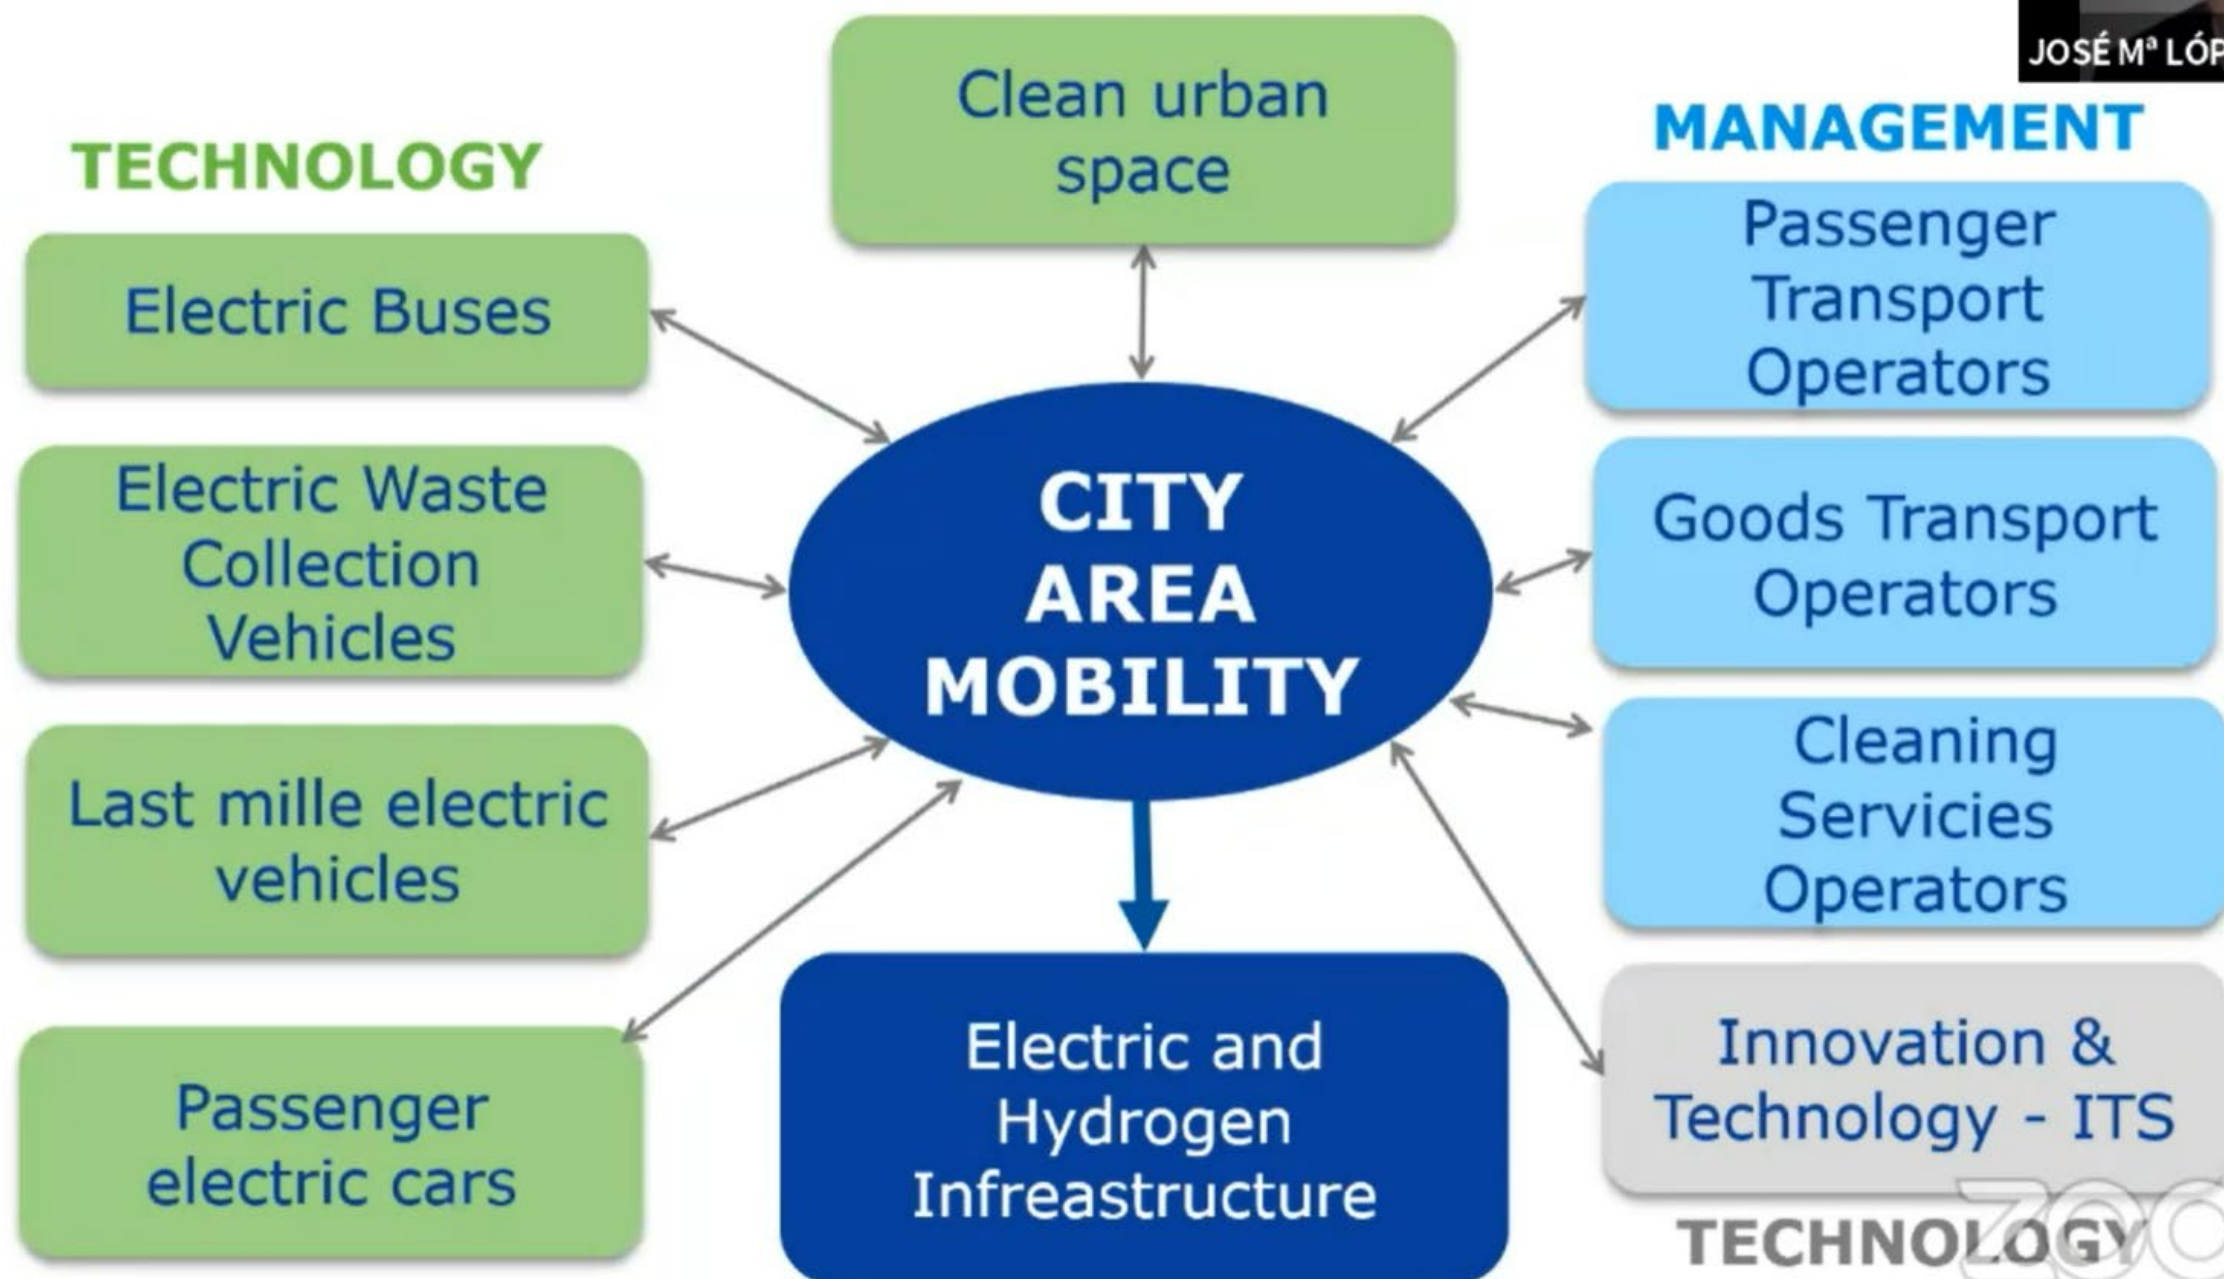 JOSÉ Mª LÓP
TECHNOLOGY
Clean urban
space
MANAGEMENT
Electric Buses
Electric Waste
Collection
Vehicles
Last mille electric
vehicles
Passenger
electric cars
CITY
AREA
MOBILITY
Electric and
Hydrogen
Infreastructure
Passenger
Transport
Operators
Goods Transport
Operators
Cleaning
Servicies
Operators
Innovation &
Technology - ITS
TECHNOLOGY
zoo